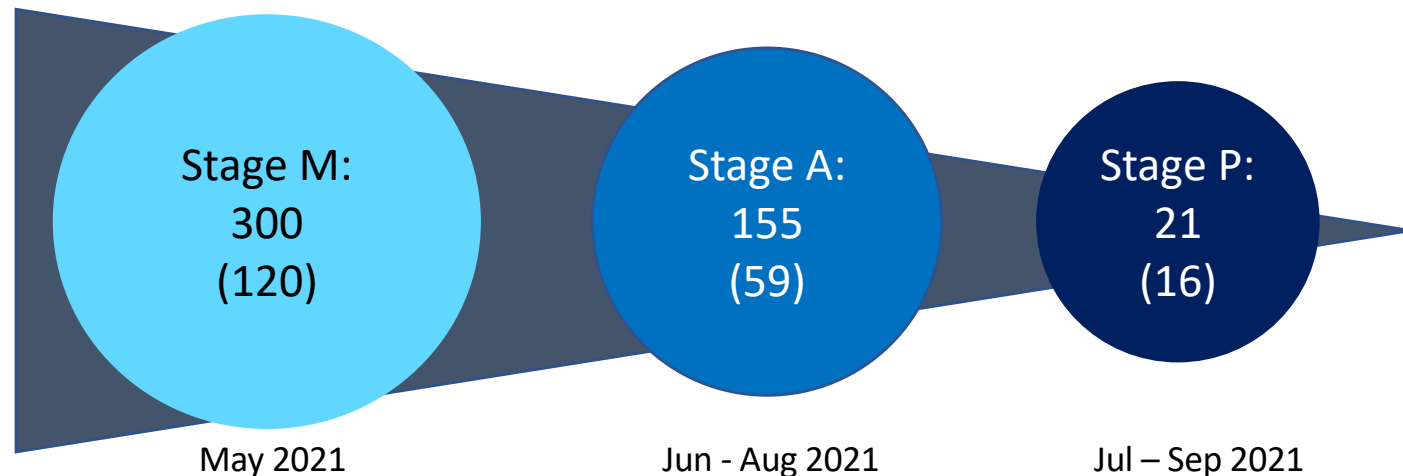 Stage M:
300
(120)
Stage A:
155
(59)
Stage P:
21
(16)
May 2021
Jun - Aug 2021
Jul – Sep 2021